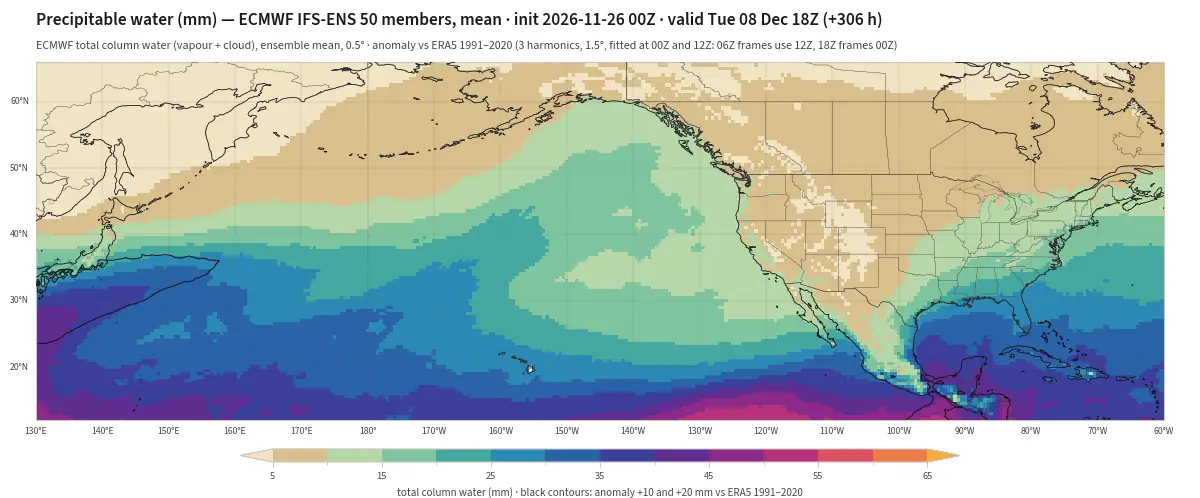 Precipitable water (mm) — ECMWF IFS-ENS 50 members, mean · init 2026-11-26 00Z · valid Tue 08 Dec 18Z (+306 h)
ECMWF total column water (vapour + cloud), ensemble mean, 0.5° · anomaly vs ERA5 1991–2020 (3 harmonics, 1.5°, fitted at 00Z and 12Z: 06Z frames use 12Z, 18Z frames 00Z)
60°N
50°N
40°N
30°N
20°N
130°E 140°E 150°E 160°E 170°E 180° 170°W 160°W 150°W 140°W 130°W 120°W 110°W 100°W 90°W 80°W 70°W 60°W
5 15 25 35 45 55 65
total column water (mm) · black contours: anomaly +10 and +20 mm vs ERA5 1991–2020